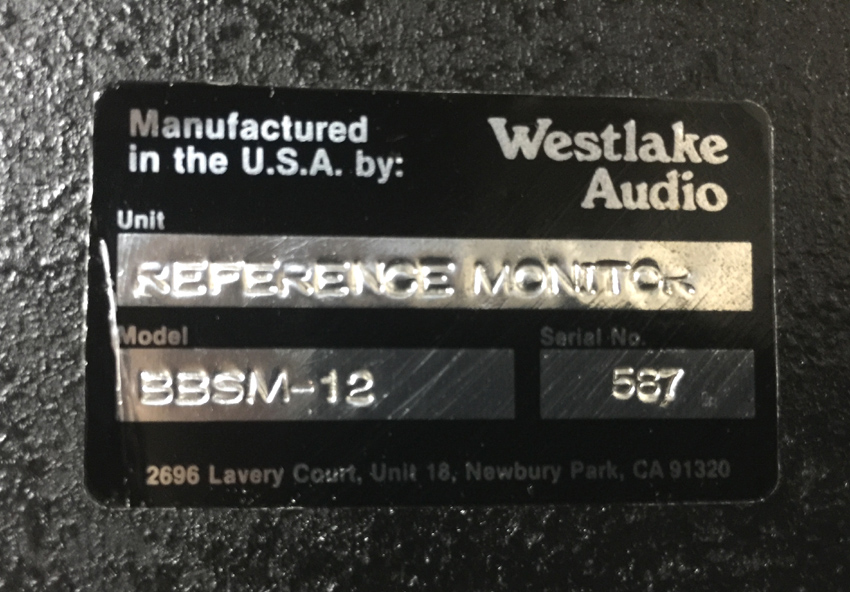 Manufactured
in the U.S.A. by:
Westlake
Audio
Unit
REFERENCE MONITOR
Model
Serial No.
BBSM-12
587
2696 Lavery Court, Unit 18, Newbury Park, CA 91320